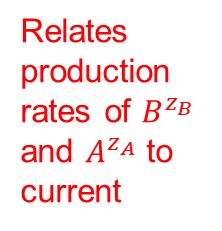 Relates
production
rates of $B^{z_B}$
and $A^{z_A}$ to
current